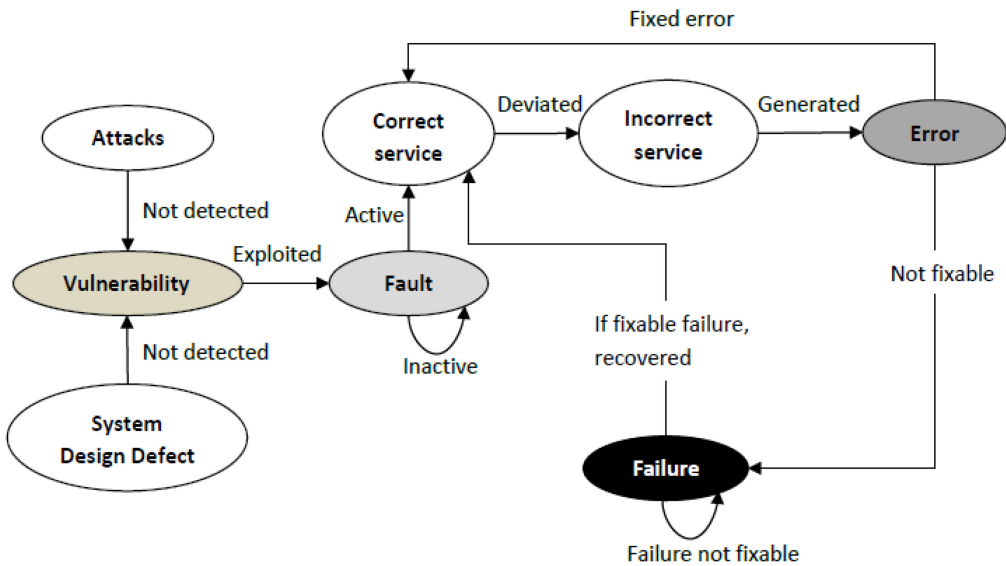 Fixed error
Correct
service
Deviated
Incorrect
service
Generated
Error
Attacks
Not detected
Active
Vulnerability
Exploited
Fault
Not fixable
Not detected
Inactive
If fixable failure,
recovered
System
Design Defect
Failure
Failure not fixable